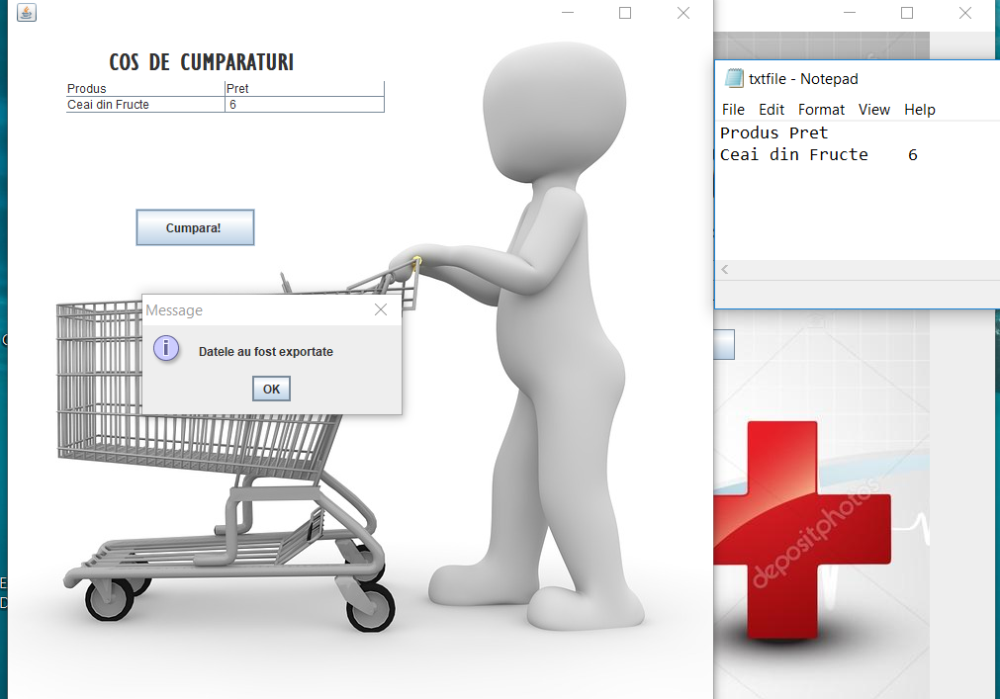 COS DE CUMPARATURI
Produs Pret
Ceai din Fructe 6
Cumpara!
Message
Datele au fost exportate
OK
txtfile - Notepad
File Edit Format View Help
Produs Pret
Ceai din Fructe 6
depositphotos